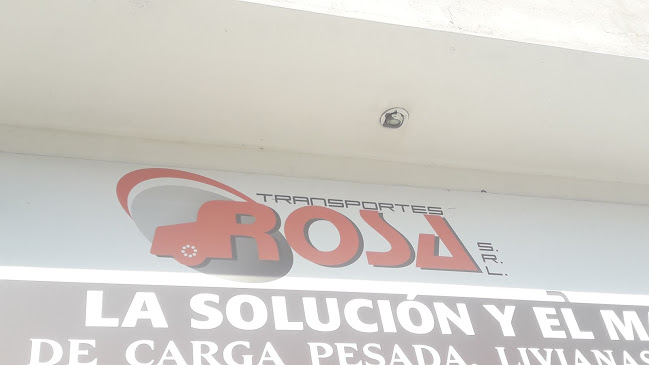 TRANSPORTES
ROSA
S.R.L.
LA SOLUCIÓN Y EL
DE CARGA PESADA, LIVIANAS